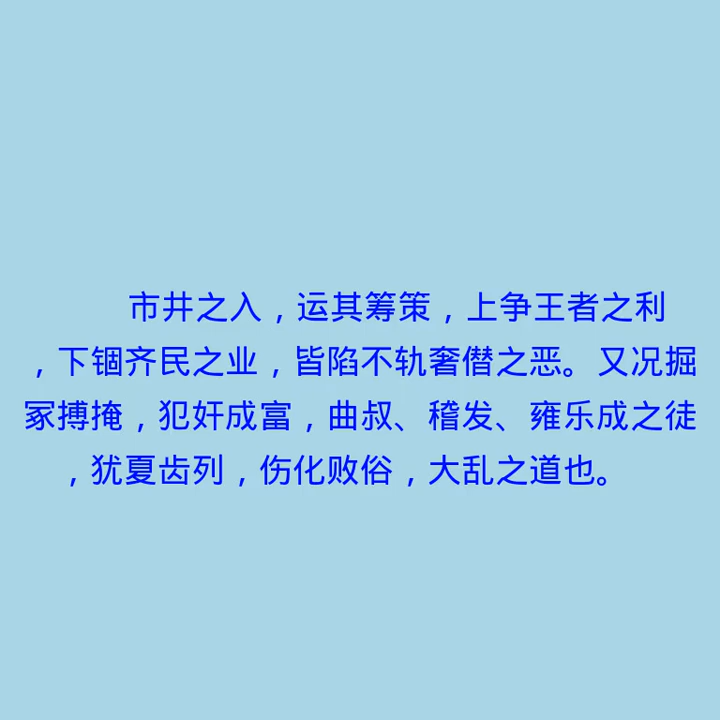 市井之入，运其筹策，上争王者之利
，下锢齐民之业，皆陷不轨奢僭之恶。又况掘
冢搏掩，犯奸成富，曲叔、稽发、雍乐成之徒
，犹夏齿列，伤化败俗，大乱之道也。